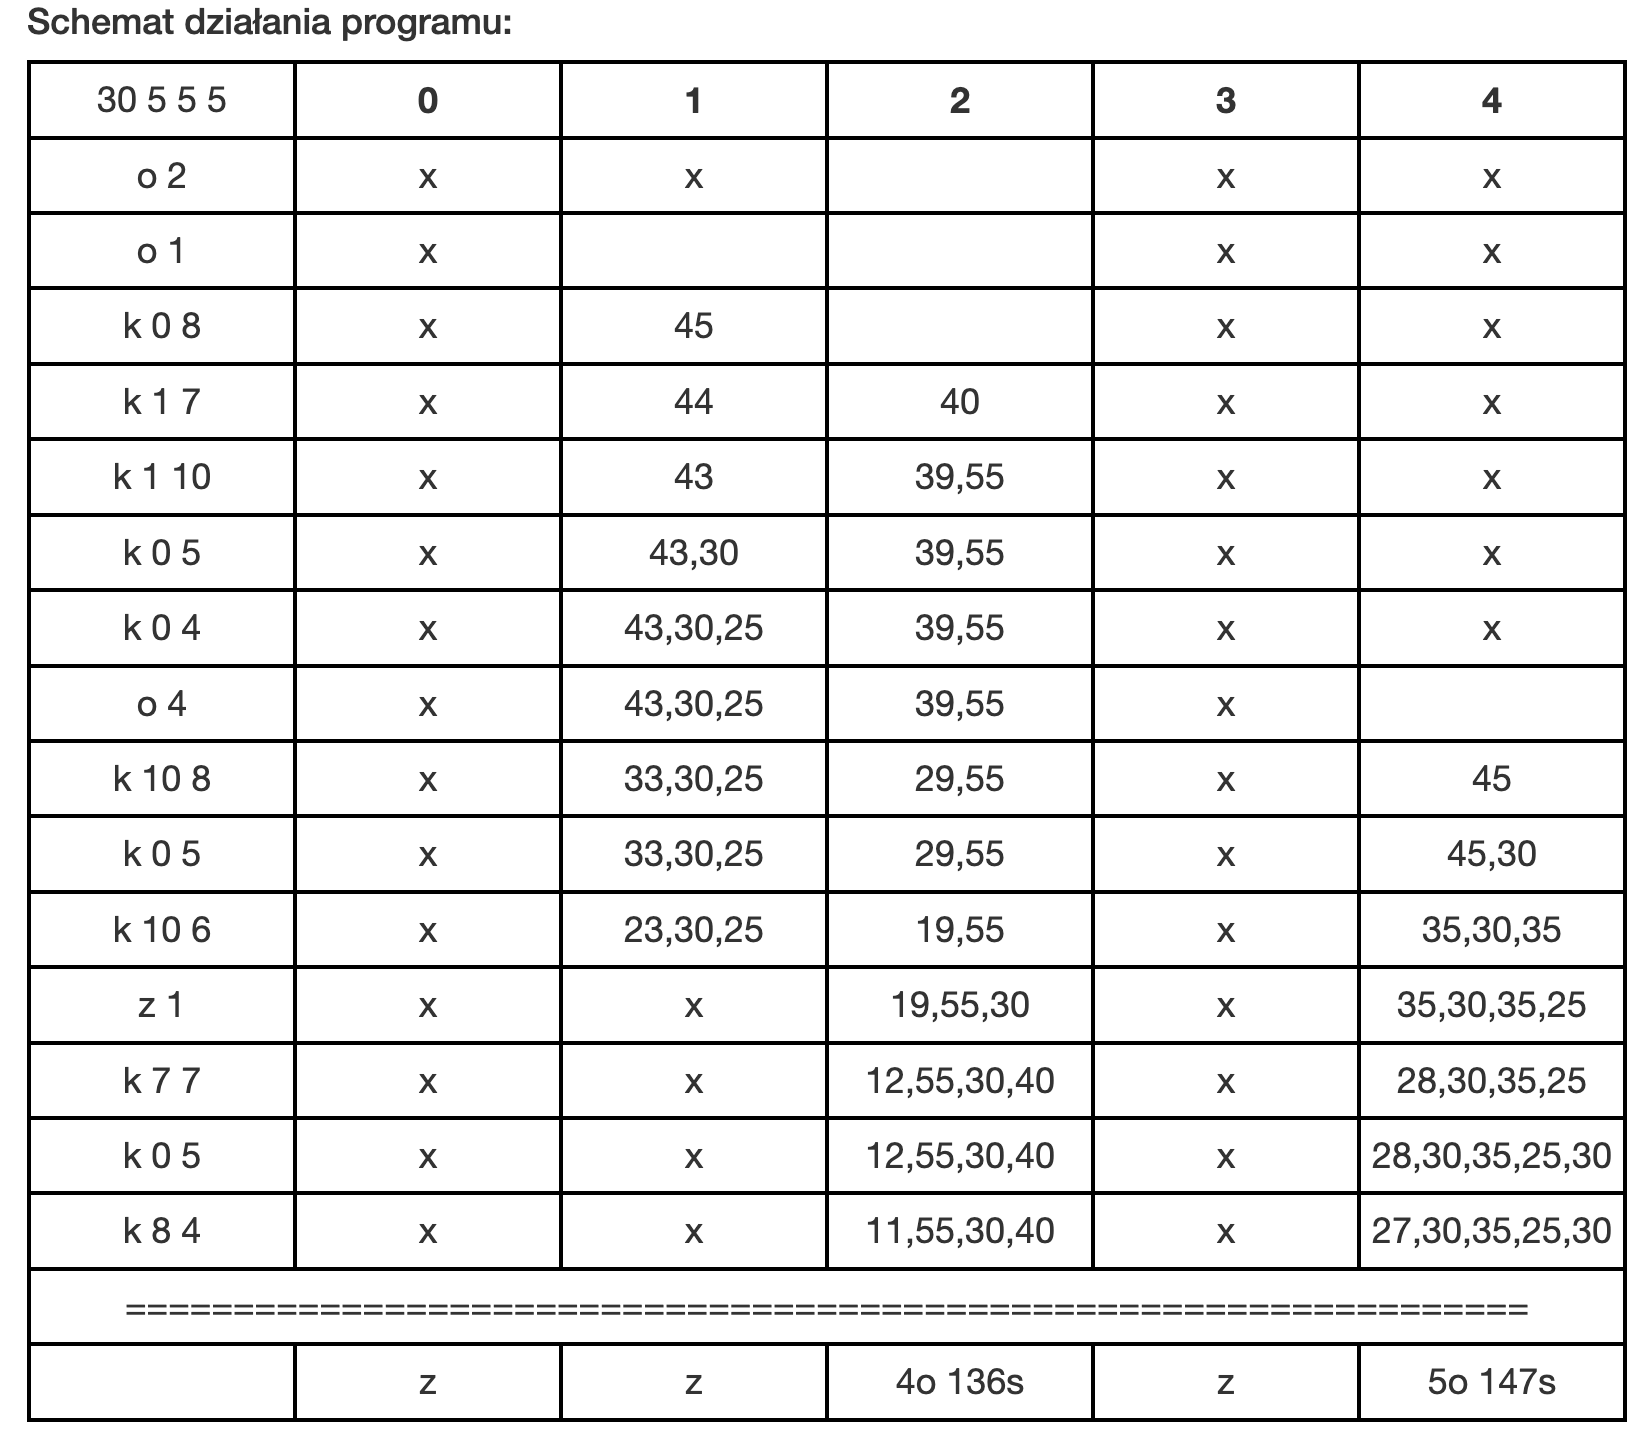 Schemat działania programu:
30 5 5 5 0 1 2 3 4
o 2 x x x x
o 1 x x x
k 0 8 x 45 x x
k 1 7 x 44 40 x x
k 1 10 x 43 39,55 x x
k 0 5 x 43,30 39,55 x x
k 0 4 x 43,30,25 39,55 x x
o 4 x 43,30,25 39,55 x
k 10 8 x 33,30,25 29,55 x 45
k 0 5 x 33,30,25 29,55 x 45,30
k 10 6 x 23,30,25 19,55 x 35,30,35
z 1 x x 19,55,30 x 35,30,35,25
k 7 7 x x 12,55,30,40 x 28,30,35,25
k 0 5 x x 12,55,30,40 x 28,30,35,25,30
k 8 4 x x 11,55,30,40 x 27,30,35,25,30
=================================================================
z z 4o 136s z 5o 147s